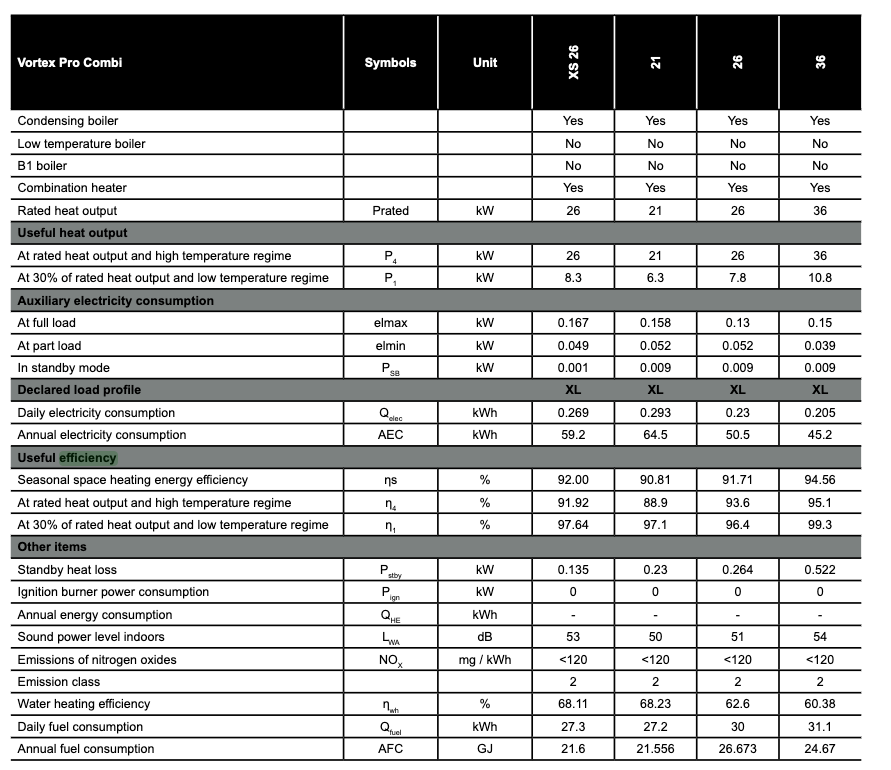 Vortex Pro Combi Symbols Unit XS 26 21 26 36
Condensing boiler Yes Yes Yes Yes
Low temperature boiler No No No No
B1 boiler No No No No
Combination heater Yes Yes Yes Yes
Rated heat output Prated kW 26 21 26 36
Useful heat output
At rated heat output and high temperature regime P4 kW 26 21 26 36
At 30% of rated heat output and low temperature regime P1 kW 8.3 6.3 7.8 10.8
Auxiliary electricity consumption
At full load elmax kW 0.167 0.158 0.13 0.15
At part load elmin kW 0.049 0.052 0.052 0.039
In standby mode PSB kW 0.001 0.009 0.009 0.009
Declared load profile XL XL XL XL
Daily electricity consumption Qelec kWh 0.269 0.293 0.23 0.205
Annual electricity consumption AEC kWh 59.2 64.5 50.5 45.2
Useful efficiency
Seasonal space heating energy efficiency ηs % 92.00 90.81 91.71 94.56
At rated heat output and high temperature regime η4 % 91.92 88.9 93.6 95.1
At 30% of rated heat output and low temperature regime η1 % 97.64 97.1 96.4 99.3
Other items
Standby heat loss Pstby kW 0.135 0.23 0.264 0.522
Ignition burner power consumption Pign kW 0 0 0 0
Annual energy consumption QHE kWh - - - -
Sound power level indoors LWA dB 53 50 51 54
Emissions of nitrogen oxides NOX mg / kWh <120 <120 <120 <120
Emission class 2 2 2 2
Water heating efficiency ηwh % 68.11 68.23 62.6 60.38
Daily fuel consumption Qfuel kWh 27.3 27.2 30 31.1
Annual fuel consumption AFC GJ 21.6 21.556 26.673 24.67